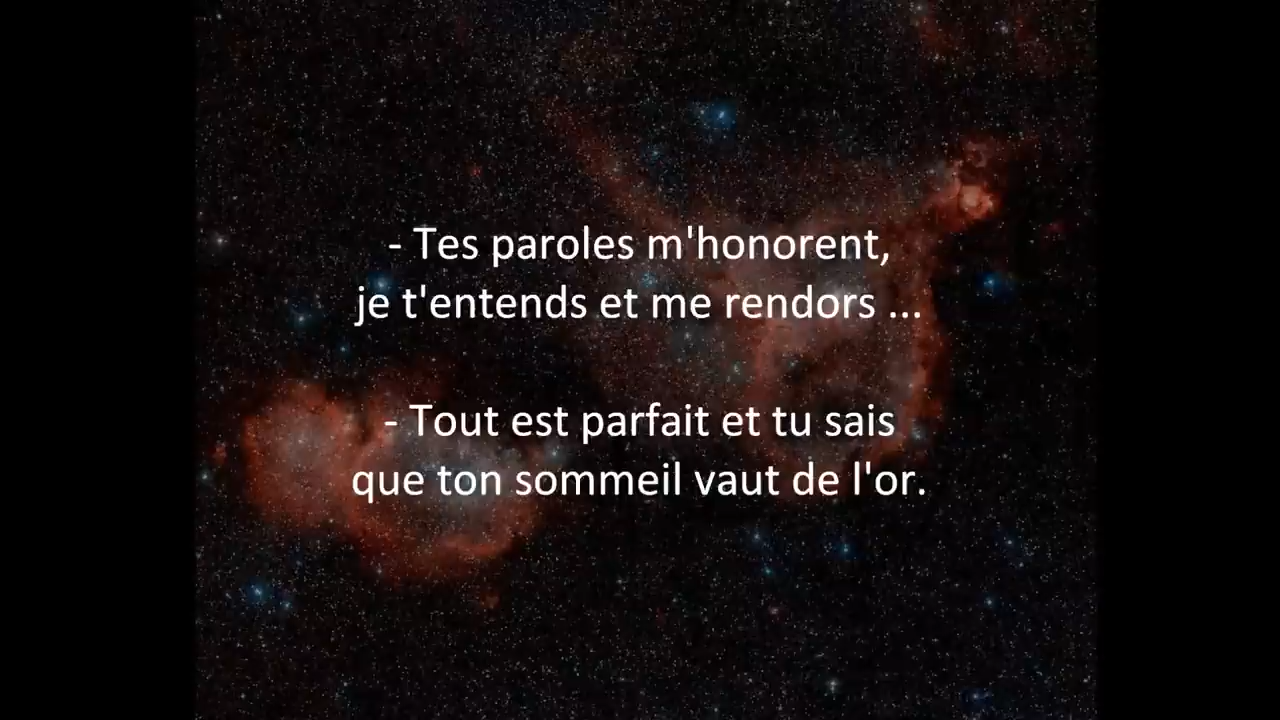 - Tes paroles m'honorent,
je t'entends et me rendors ...
- Tout est parfait et tu sais
que ton sommeil vaut de l'or.